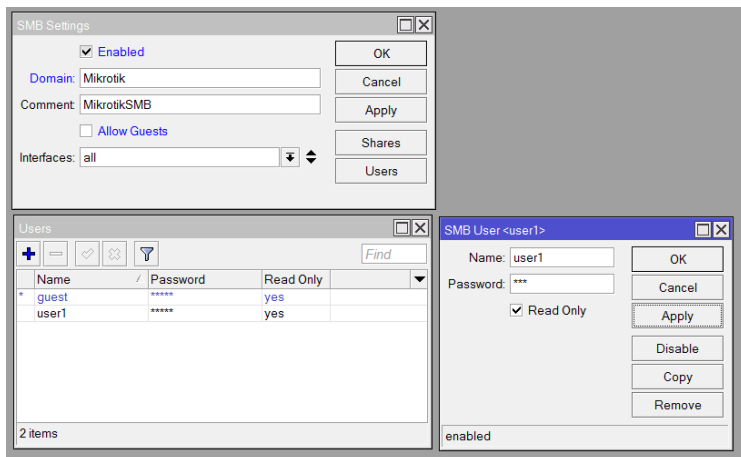 SMB Settings
Enabled
OK
Domain: Mikrotik
Cancel
Comment: MikrotikSMB
Apply
Allow Guests
Shares
Interfaces: all
Users
Users
Find
Name / Password Read Only
* guest ***** yes
user1 ***** yes
2 items
SMB User <user1>
Name: user1
OK
Password: ***
Cancel
Read Only
Apply
Disable
Copy
Remove
enabled